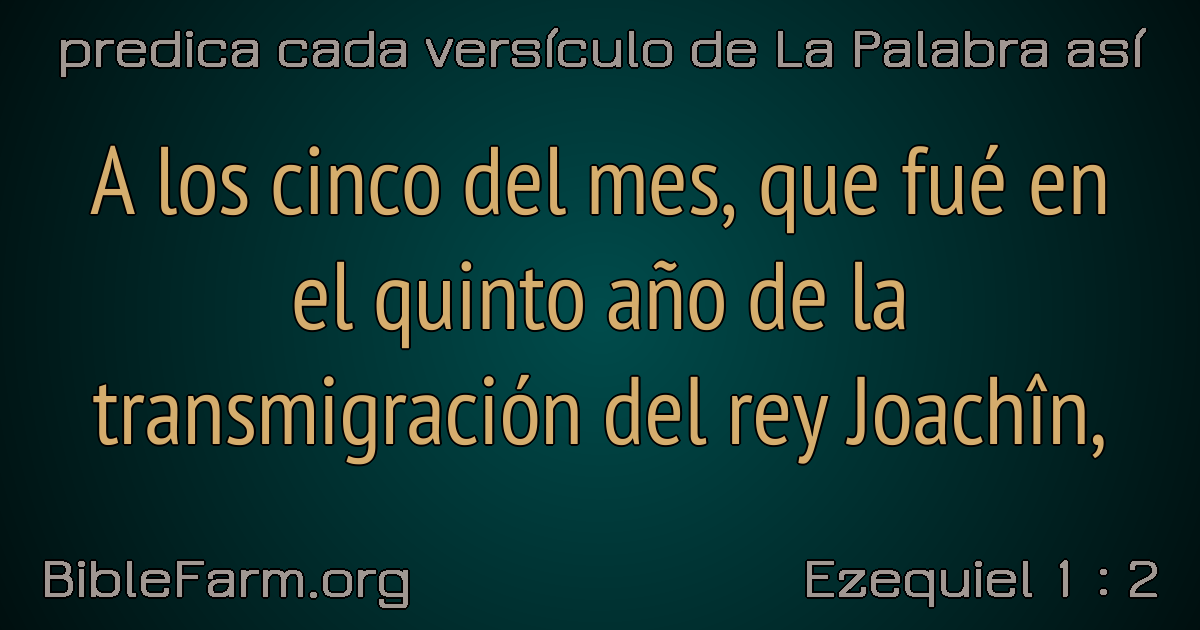 predica cada versículo de La Palabra así
A los cinco del mes, que fué en
el quinto año de la
transmigración del rey Joachîn,
BibleFarm.org
Ezequiel 1 : 2